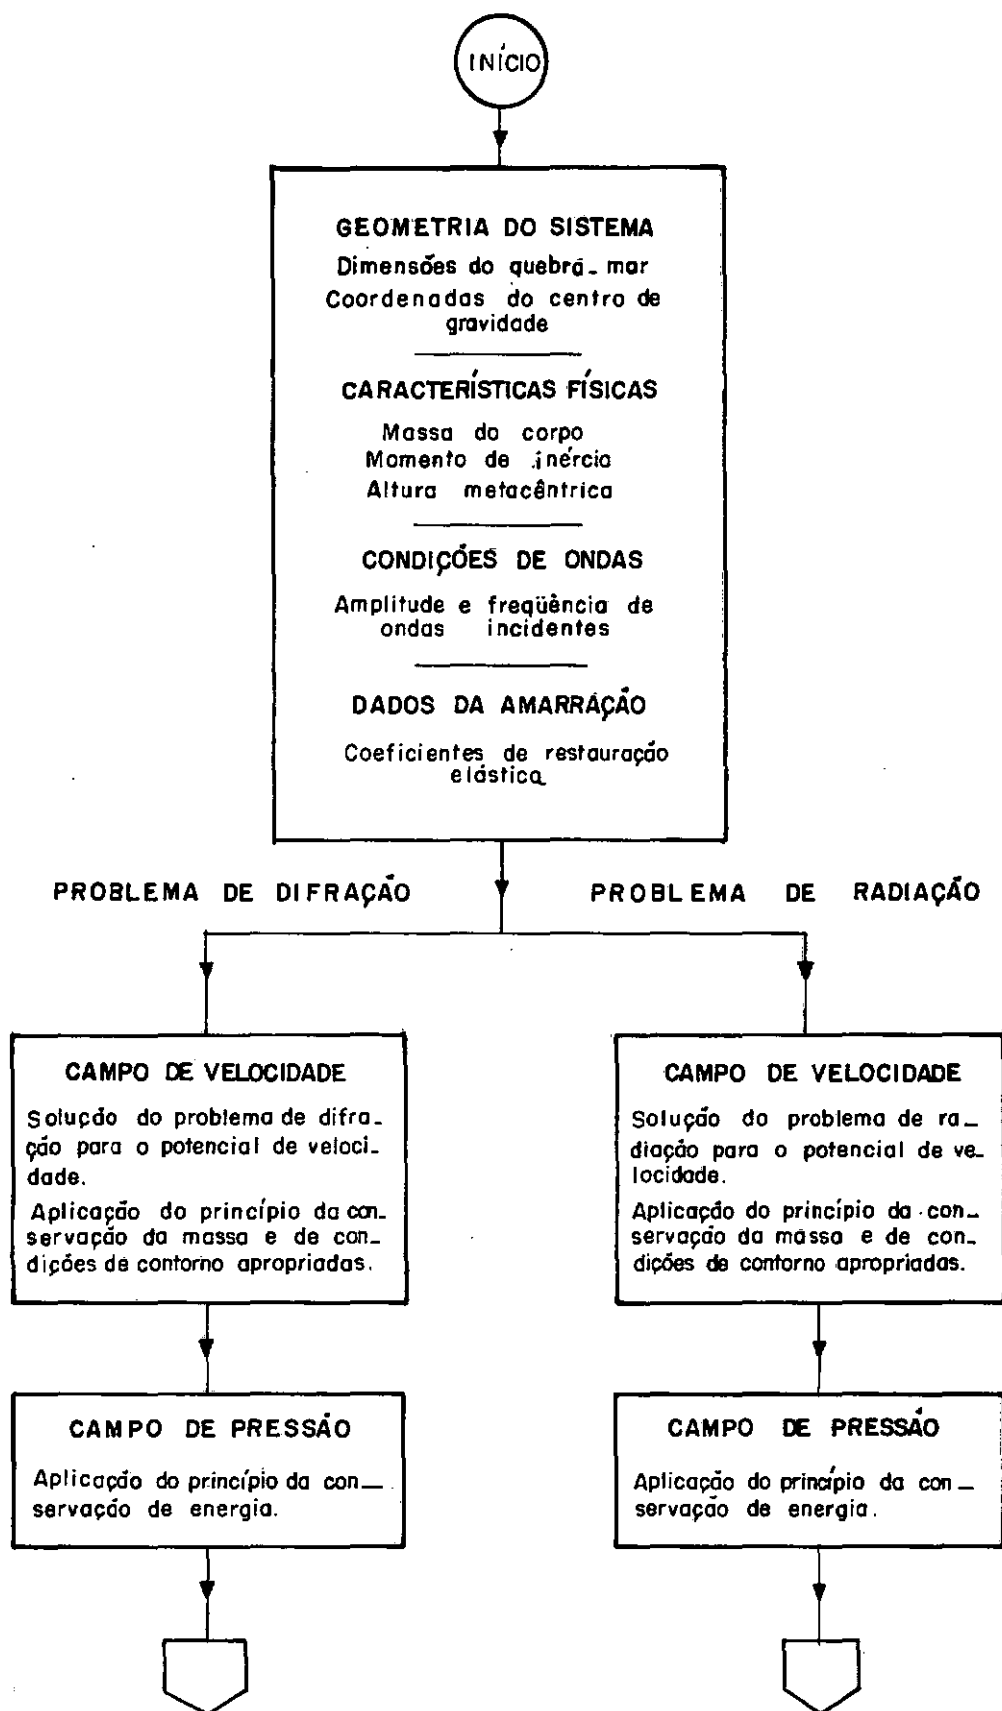 INÍCIO
GEOMETRIA DO SISTEMA
Dimensões do quebra_mar
Coordenadas do centro de
gravidade
CARACTERÍSTICAS FÍSICAS
Massa do corpo
Momento de inércia
Altura metacêntrica
CONDIÇÕES DE ONDAS
Amplitude e freqüência de
ondas incidentes
DADOS DA AMARRAÇÃO
Coeficientes de restauração
elástica
PROBLEMA DE DIFRAÇÃO
PROBLEMA DE RADIAÇÃO
CAMPO DE VELOCIDADE
Solução do problema de difra_
ção para o potencial de veloci_
dade.
Aplicação do princípio da con_
servação da massa e de con_
dições de contorno apropriadas.
CAMPO DE VELOCIDADE
Solução do problema de ra_
diação para o potencial de ve_
locidade.
Aplicação do princípio da con_
servação da massa e de con_
dições de contorno apropriadas.
CAMPO DE PRESSÃO
Aplicação do princípio da con_
servação de energia.
CAMPO DE PRESSÃO
Aplicação do princípio da con_
servação de energia.